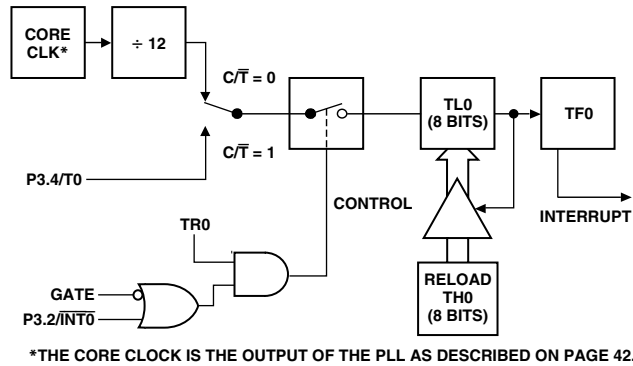 CORE
CLK*
÷ 12
C/T̅ = 0
C/T̅ = 1
P3.4/T0
TR0
GATE
P3.2/I̅N̅T̅0̅
CONTROL
TL0
(8 BITS)
TF0
INTERRUPT
RELOAD
TH0
(8 BITS)
*THE CORE CLOCK IS THE OUTPUT OF THE PLL AS DESCRIBED ON PAGE 42.